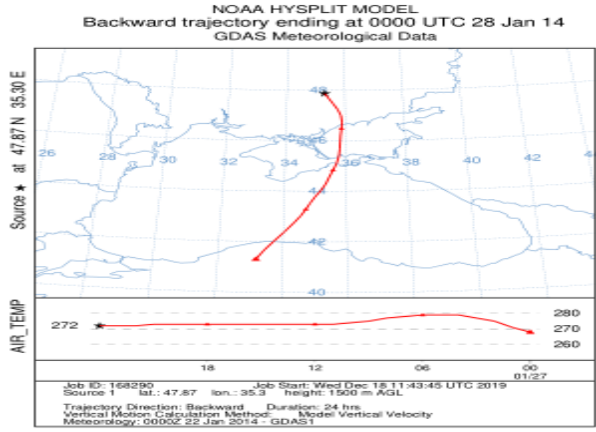 NOAA HYSPLIT MODEL
Backward trajectory ending at 0000 UTC 28 Jan 14
GDAS Meteorological Data
Source ★ at 47.87 N 35.30 E
48
46
26 28 30 32 34 36 38 40 42 44
42
40
AIR_TEMP
272
280
270
260
18 12 06 00
01/27
Job ID: 168290 Job Start: Wed Dec 18 11:43:45 UTC 2019
Source 1 lat.: 47.87 lon.: 35.3 height: 1500 m AGL
Trajectory Direction: Backward Duration: 24 hrs
Vertical Motion Calculation Method: Model Vertical Velocity
Meteorology: 0000Z 22 Jan 2014 - GDAS1